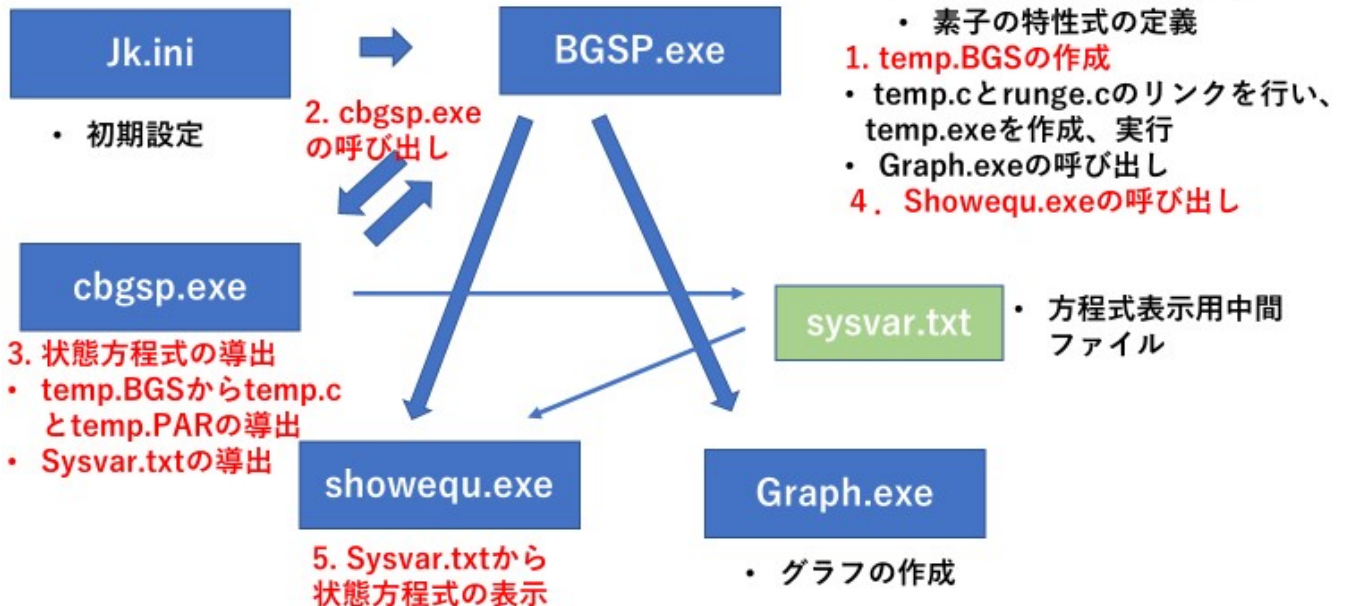 Jk.ini
・ 初期設定
BGSP.exe
・ 素子の特性式の定義
1. temp.BGSの作成
・ temp.cとrunge.cのリンクを行い、
temp.exeを作成、実行
・ Graph.exeの呼び出し
４．Showequ.exeの呼び出し
2. cbgsp.exe
の呼び出し
cbgsp.exe
3. 状態方程式の導出
・ temp.BGSからtemp.c
とtemp.PARの導出
・ Sysvar.txtの導出
sysvar.txt
・ 方程式表示用中間
ファイル
showequ.exe
5. Sysvar.txtから
状態方程式の表示
Graph.exe
・ グラフの作成